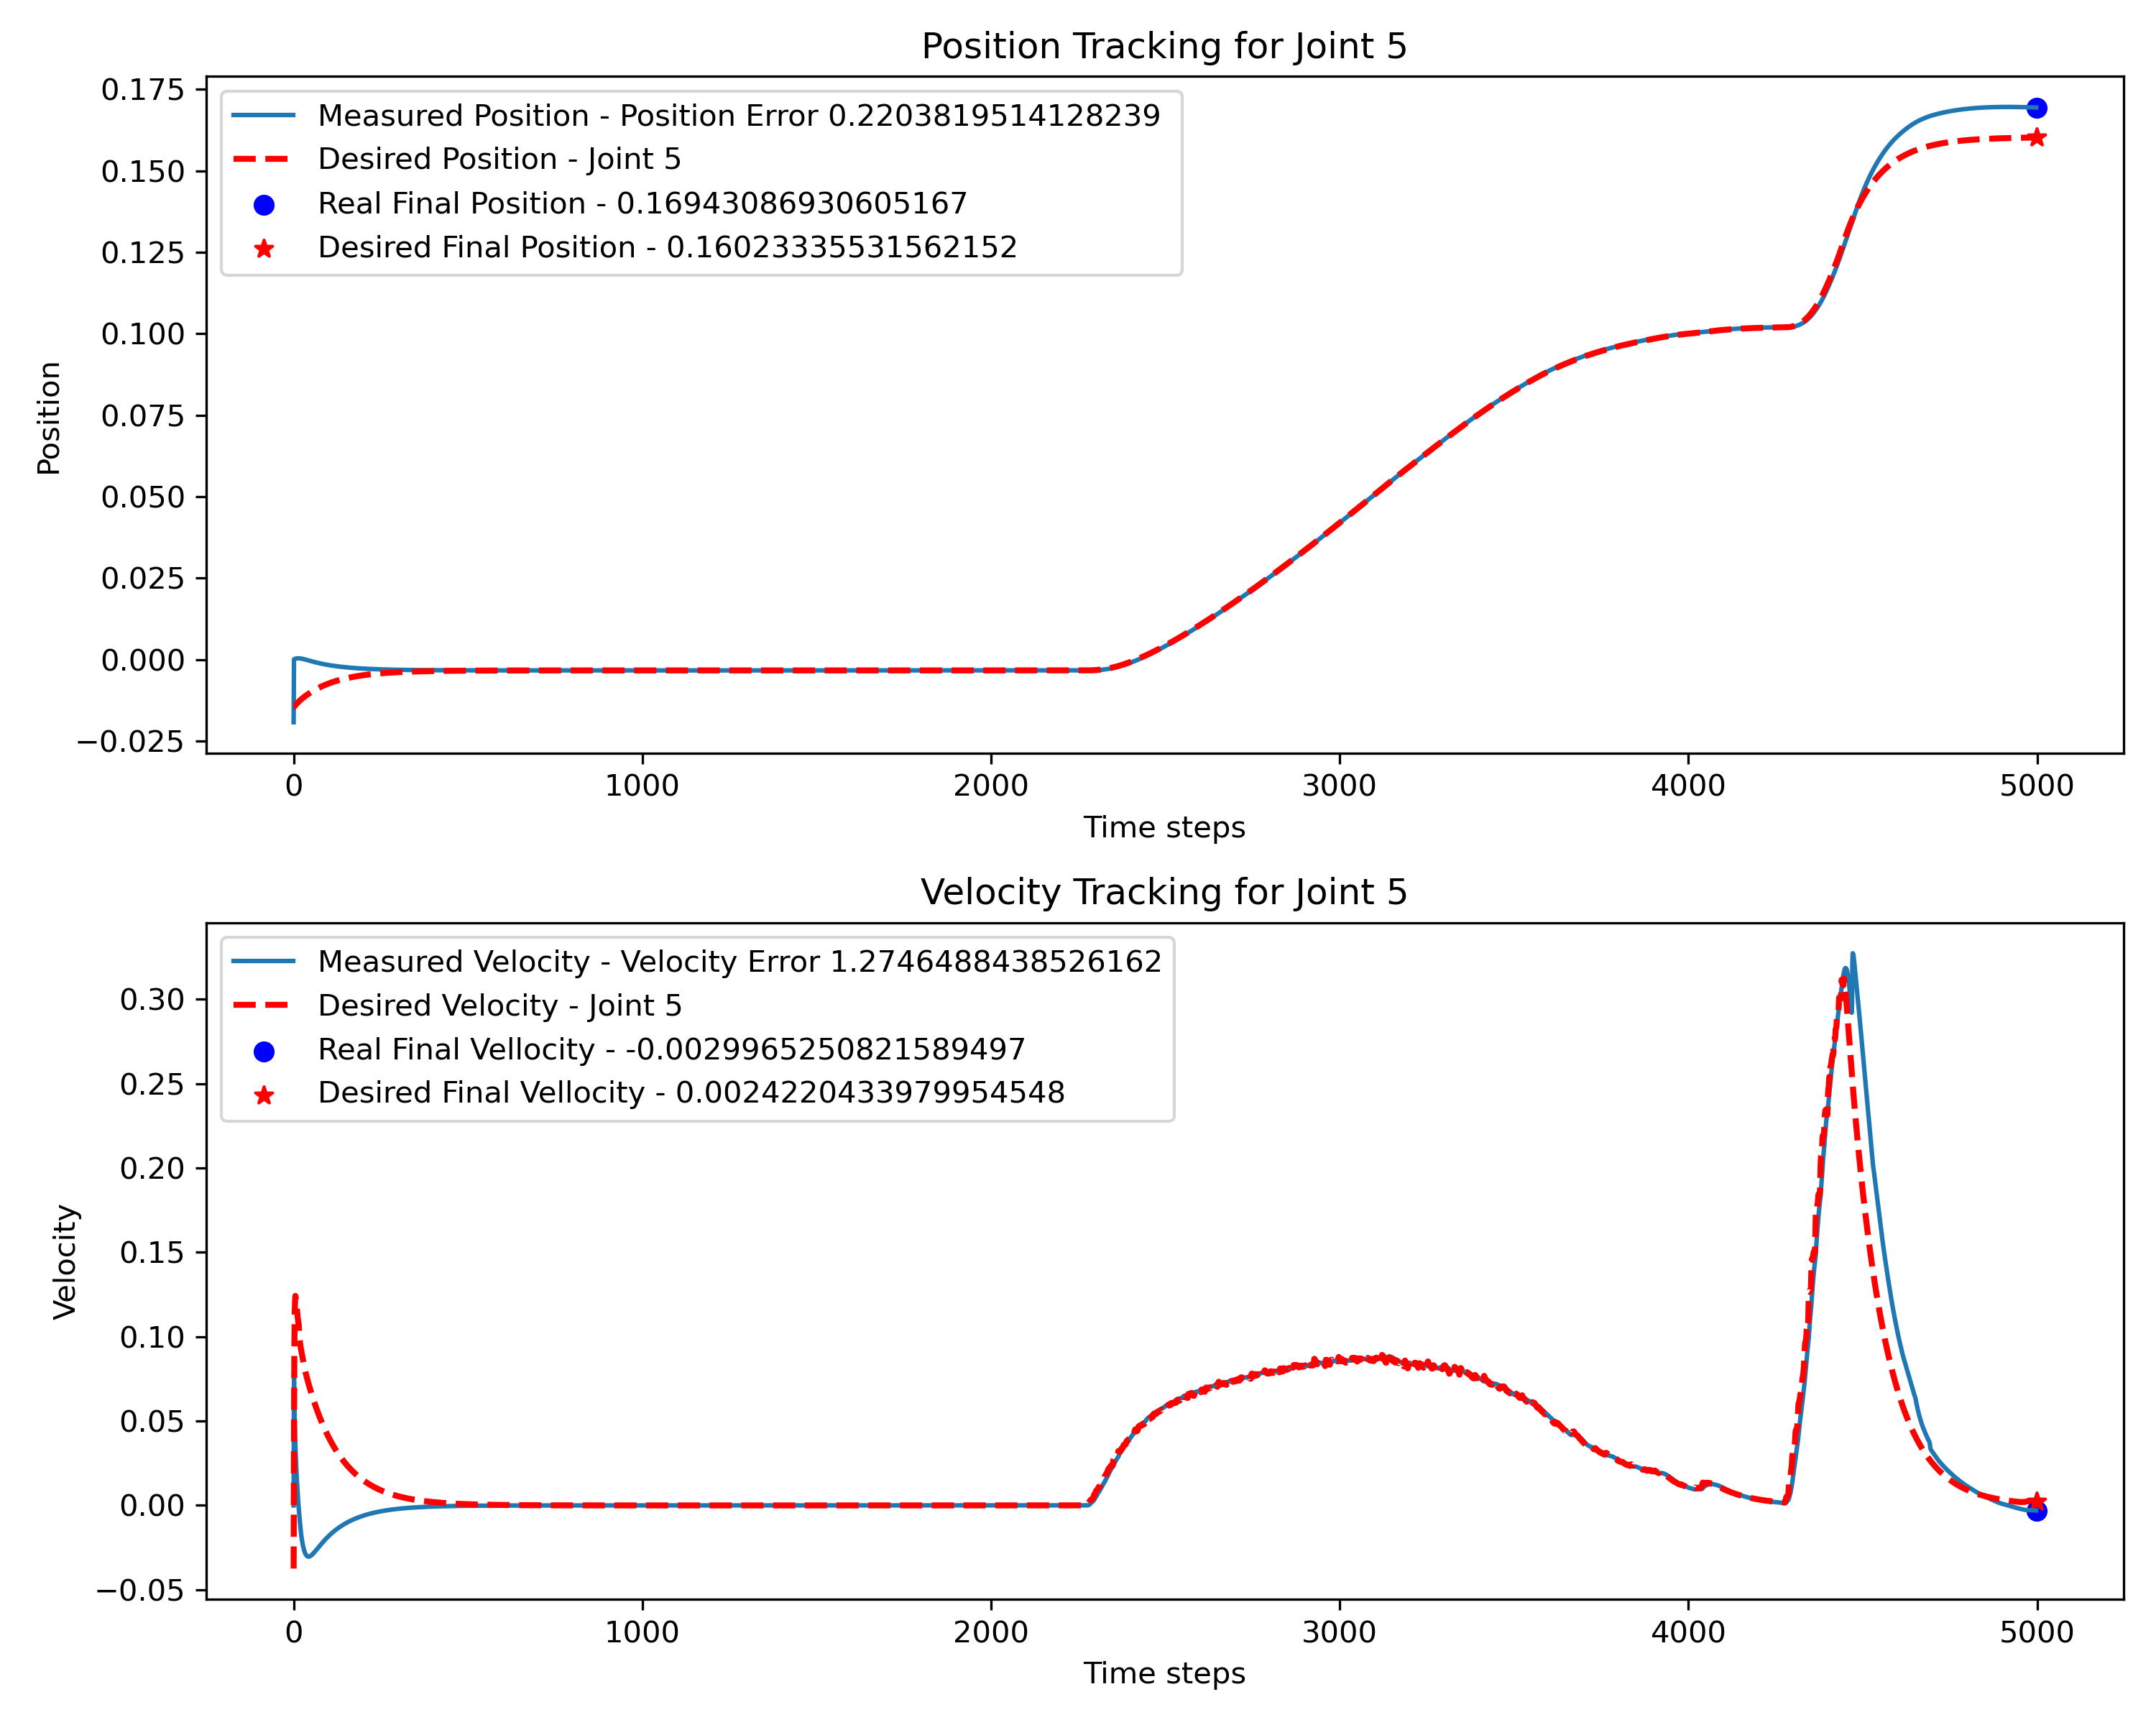 Position Tracking for Joint 5
0.175
0.150
0.125
0.100
0.075
0.050
0.025
0.000
−0.025
Position
Measured Position - Position Error 0.2203819514128239
Desired Position - Joint 5
Real Final Position - 0.16943086930605167
Desired Final Position - 0.16023335531562152
0 1000 2000 3000 4000 5000
Time steps
Velocity Tracking for Joint 5
0.30
0.25
0.20
0.15
0.10
0.05
0.00
−0.05
Velocity
Measured Velocity - Velocity Error 1.2746488438526162
Desired Velocity - Joint 5
Real Final Vellocity - -0.0029965250821589497
Desired Final Vellocity - 0.0024220433979954548
0 1000 2000 3000 4000 5000
Time steps